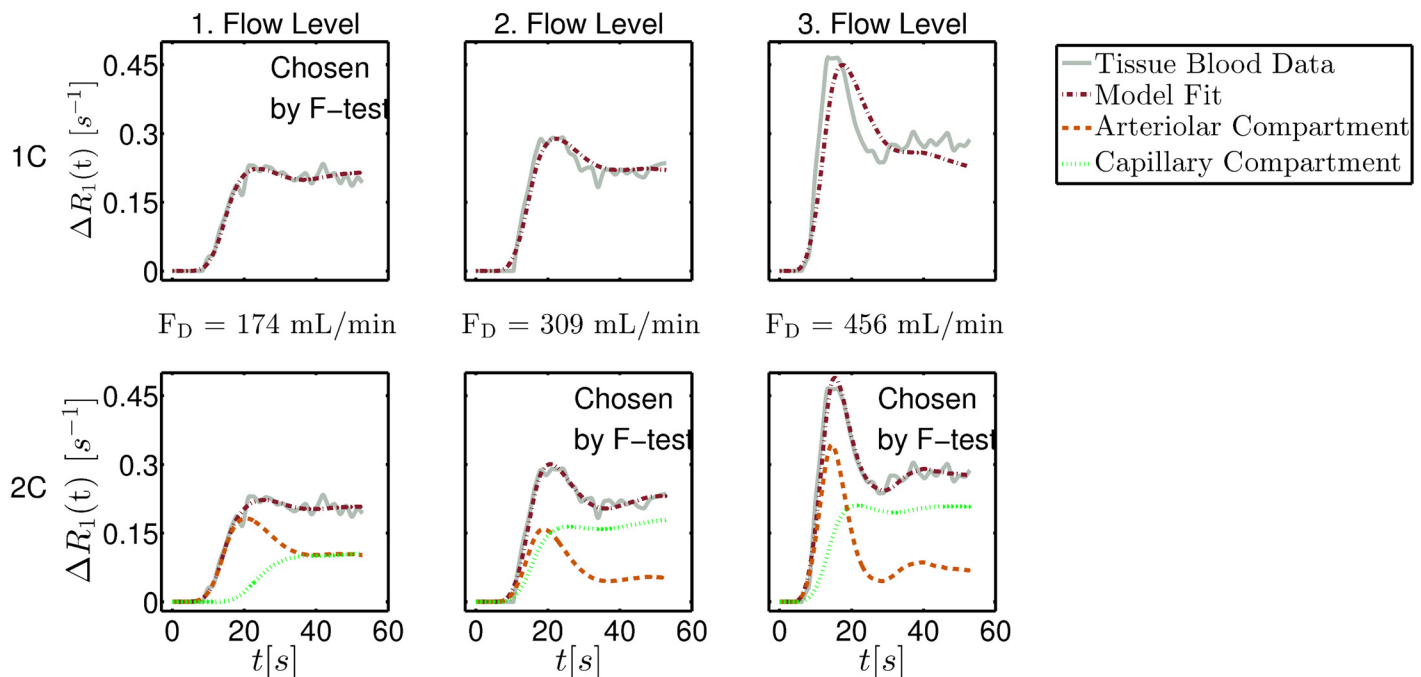 1. Flow Level
2. Flow Level
3. Flow Level
1C
ΔR₁(t) [s⁻¹]
0.45
0.3
0.15
0
Chosen
by F−test
Tissue Blood Data
Model Fit
Arteriolar Compartment
Capillary Compartment
F_D = 174 mL/min
F_D = 309 mL/min
F_D = 456 mL/min
2C
ΔR₁(t) [s⁻¹]
0.45
0.3
0.15
0
Chosen
by F−test
Chosen
by F−test
0 20 40 60
0 20 40 60
0 20 40 60
t[s]
t[s]
t[s]